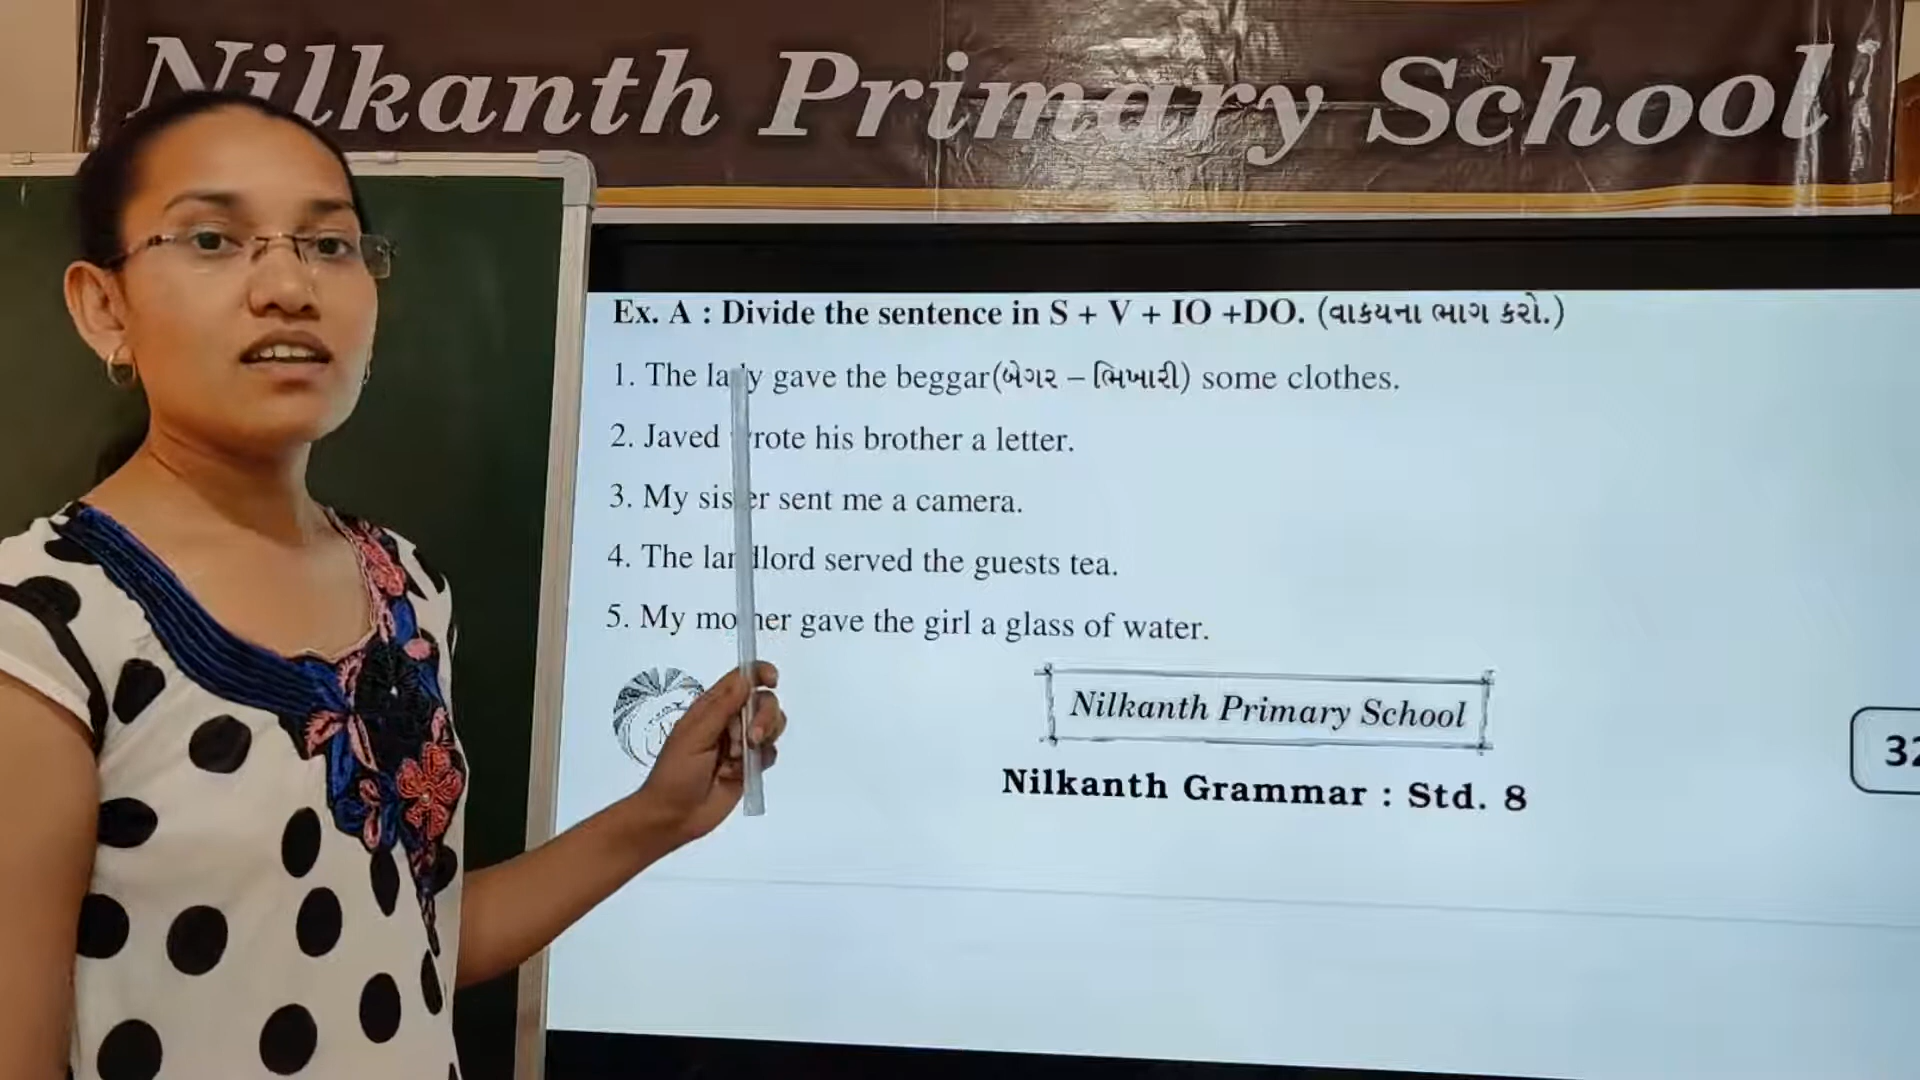 Nilkanth Primary School
Ex. A : Divide the sentence in S + V + IO +DO. (વાક્યના ભાગ કરો.)
1. The lady gave the beggar(બેગર – ભિખારી) some clothes.
2. Javed wrote his brother a letter.
3. My sister sent me a camera.
4. The landlord served the guests tea.
5. My mother gave the girl a glass of water.
Nilkanth Primary School
Nilkanth Grammar : Std. 8